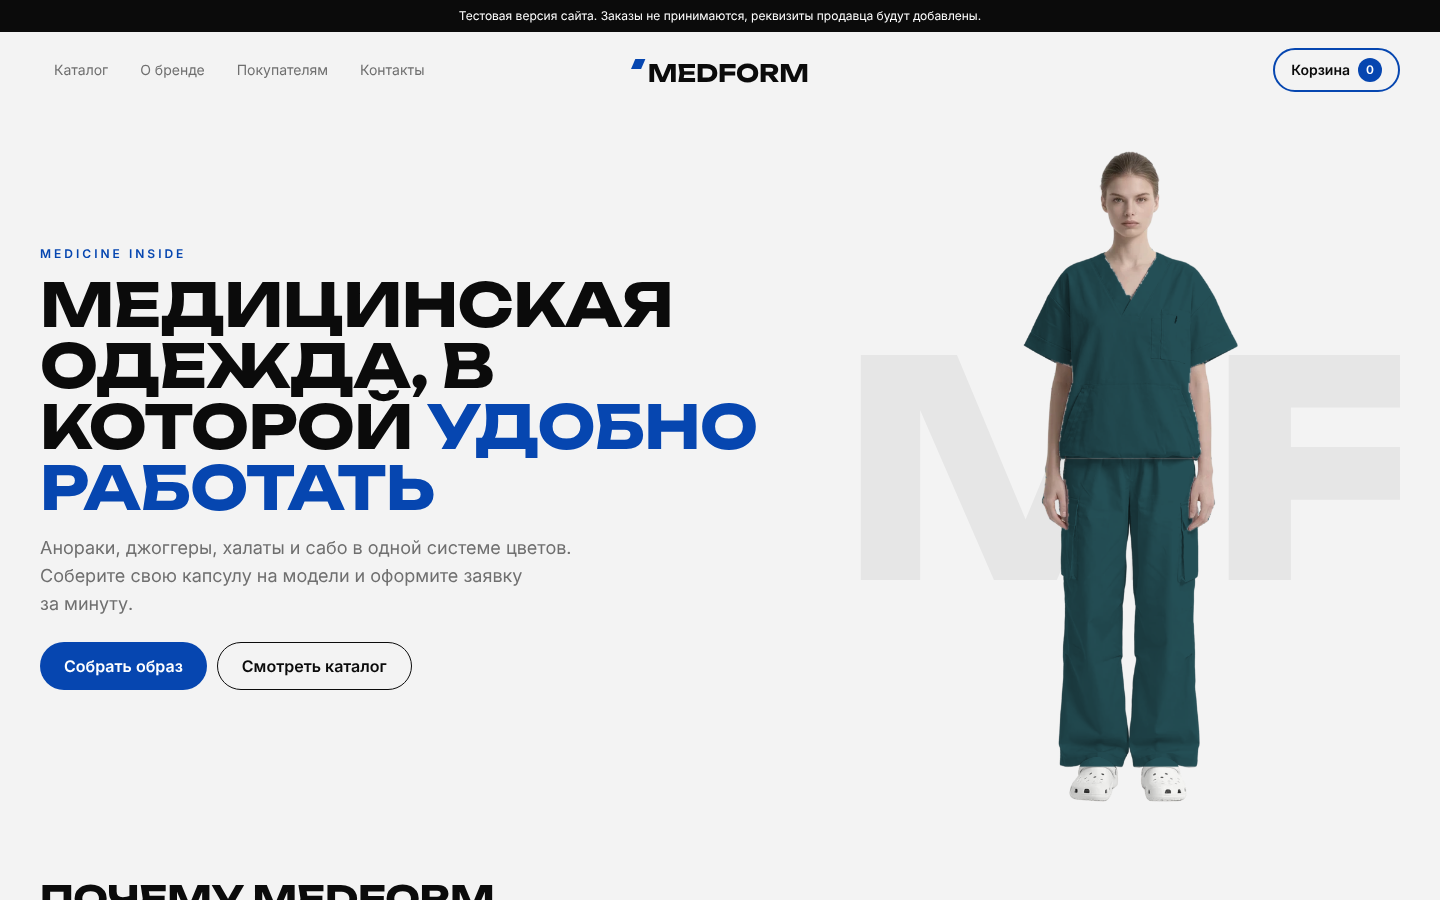 Тестовая версия сайта. Заказы не принимаются, реквизиты продавца будут добавлены.
Каталог О бренде Покупателям Контакты MEDFORM Корзина 0
MEDICINE INSIDE
МЕДИЦИНСКАЯ
ОДЕЖДА, В
КОТОРОЙ УДОБНО
РАБОТАТЬ
Анораки, джоггеры, халаты и сабо в одной системе цветов.
Соберите свою капсулу на модели и оформите заявку
за минуту.
Собрать образ Смотреть каталог
MF
ПОЧЕМУ MEDFORM